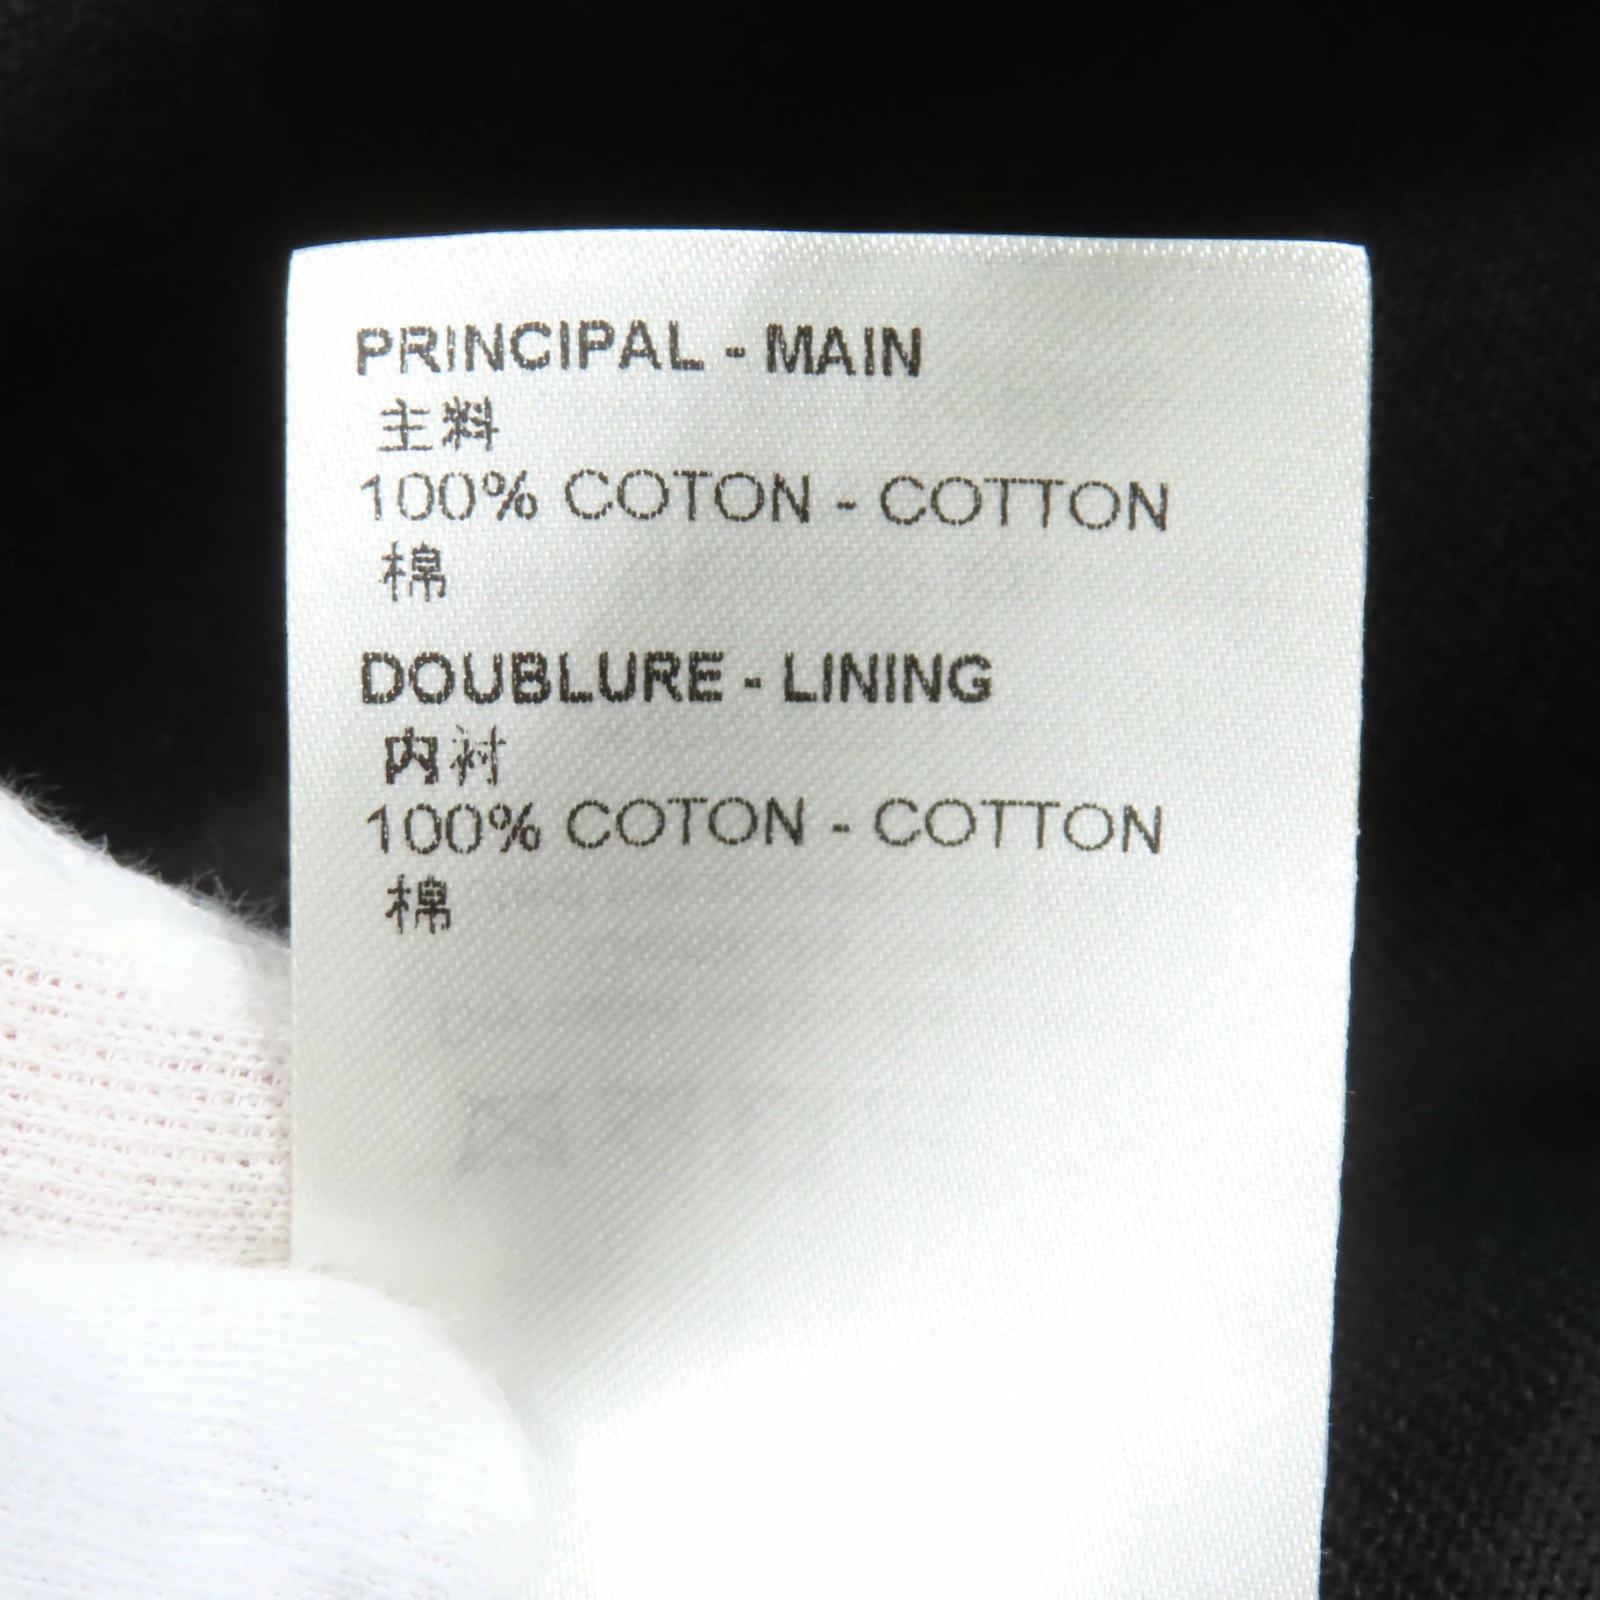 PRINCIPAL - MAIN
主料
100% COTON - COTTON
棉
DOUBLURE - LINING
内衬
100% COTON - COTTON
棉